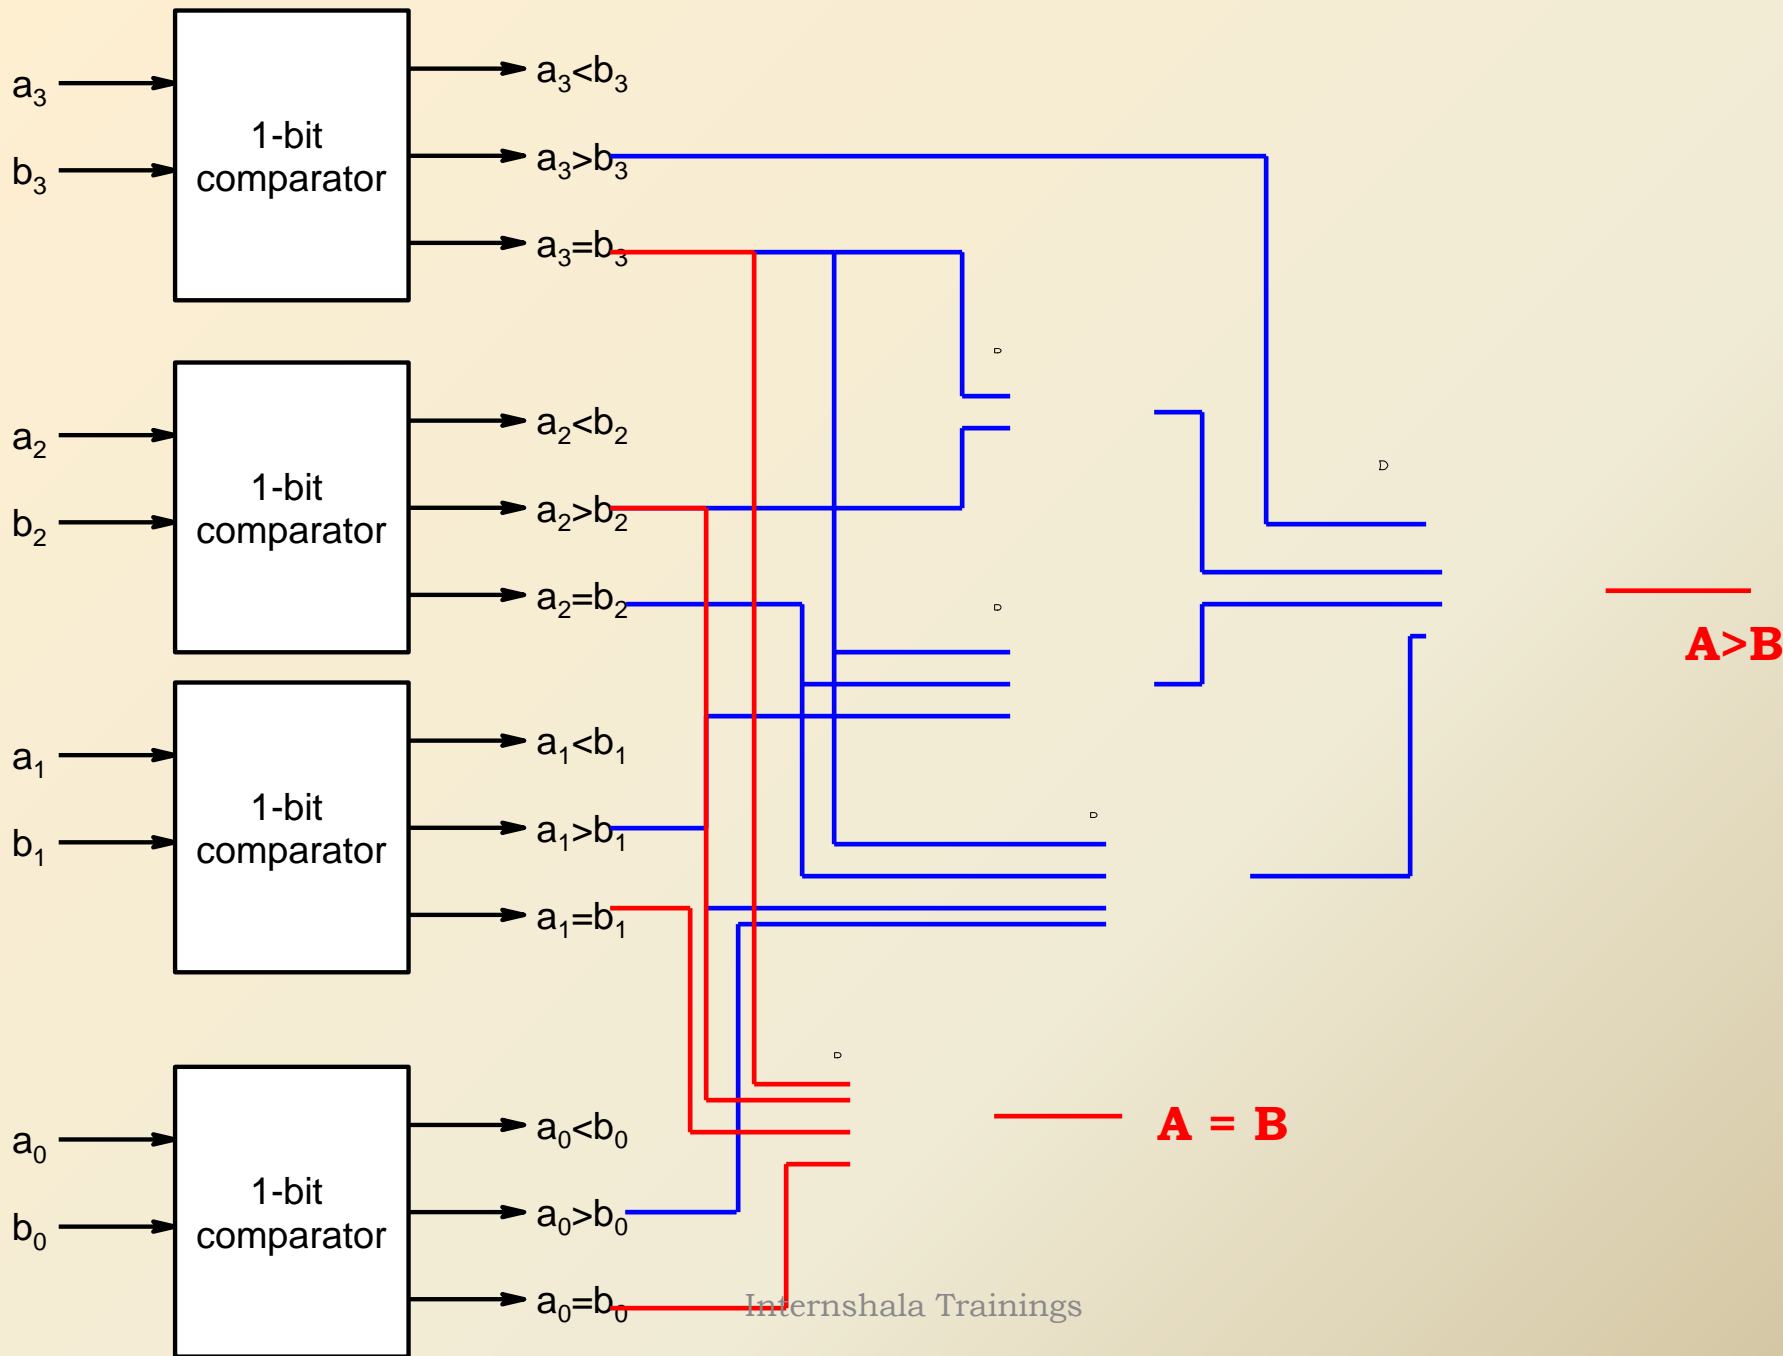 a₃
b₃
1-bit
comparator
a₃<b₃
a₃>b₃
a₃=b₃
a₂
b₂
1-bit
comparator
a₂<b₂
a₂>b₂
a₂=b₂
a₁
b₁
1-bit
comparator
a₁<b₁
a₁>b₁
a₁=b₁
a₀
b₀
1-bit
comparator
a₀<b₀
a₀>b₀
a₀=b₀
D
D
D
D
D
A>B
A = B
Internshala Trainings